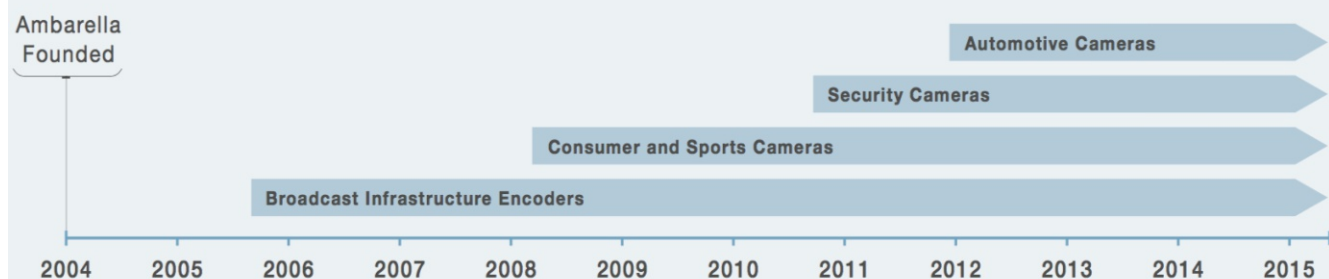 Ambarella
Founded
Automotive Cameras
Security Cameras
Consumer and Sports Cameras
Broadcast Infrastructure Encoders
2004 2005 2006 2007 2008 2009 2010 2011 2012 2013 2014 2015